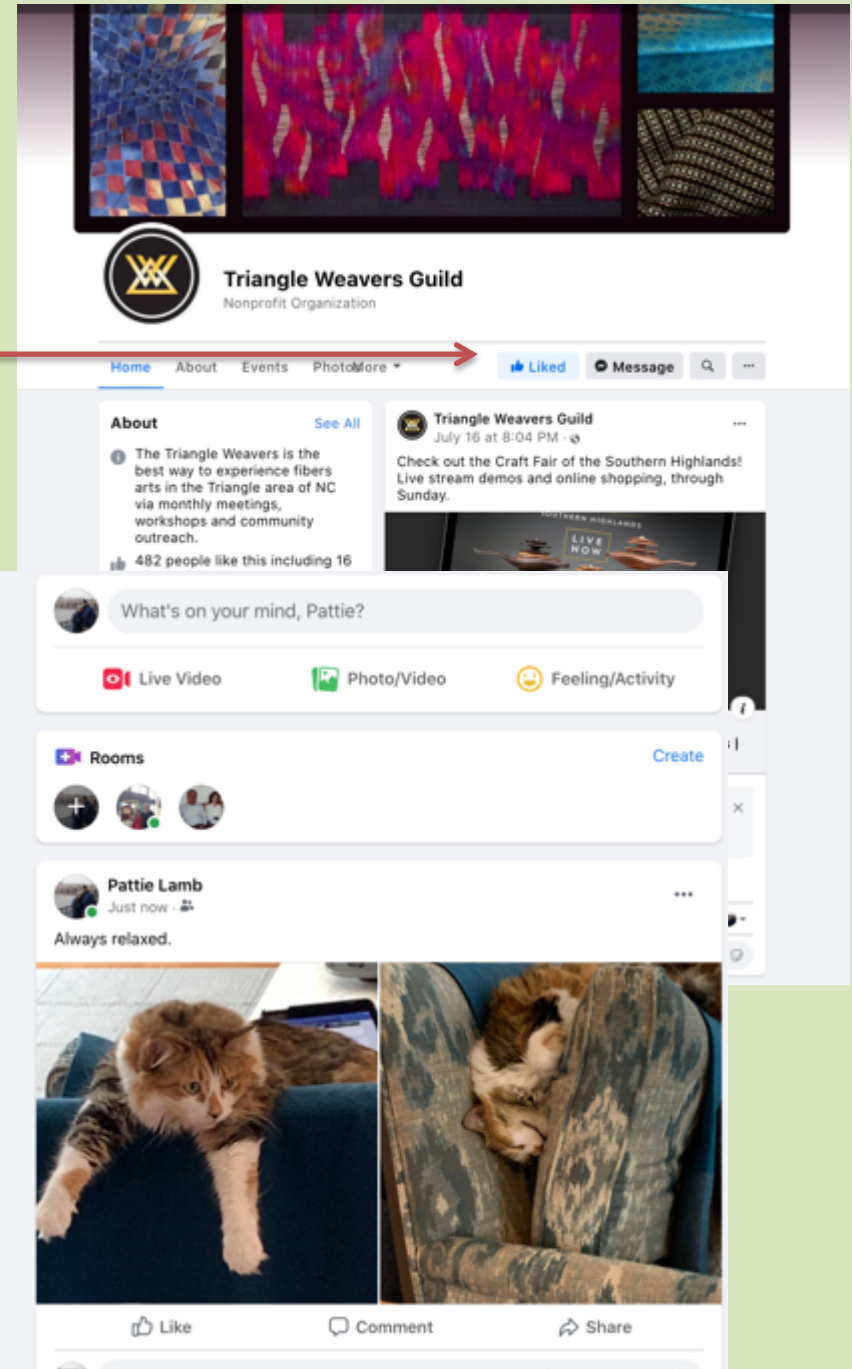 Triangle Weavers Guild
Nonprofit Organization
Home About Events PhotoMore
Liked Message
About See All
The Triangle Weavers is the
best way to experience fibers
arts in the Triangle area of NC
via monthly meetings,
workshops and community
outreach.
482 people like this including 16
Triangle Weavers Guild
July 16 at 8:04 PM ·
Check out the Craft Fair of the Southern Highlands!
Live stream demos and online shopping, through
Sunday.
SOUTHERN HIGHLANDS
LIVE
NOW
What's on your mind, Pattie?
Live Video Photo/Video Feeling/Activity
Rooms Create
Pattie Lamb
Just now ·
Always relaxed.
Like Comment Share